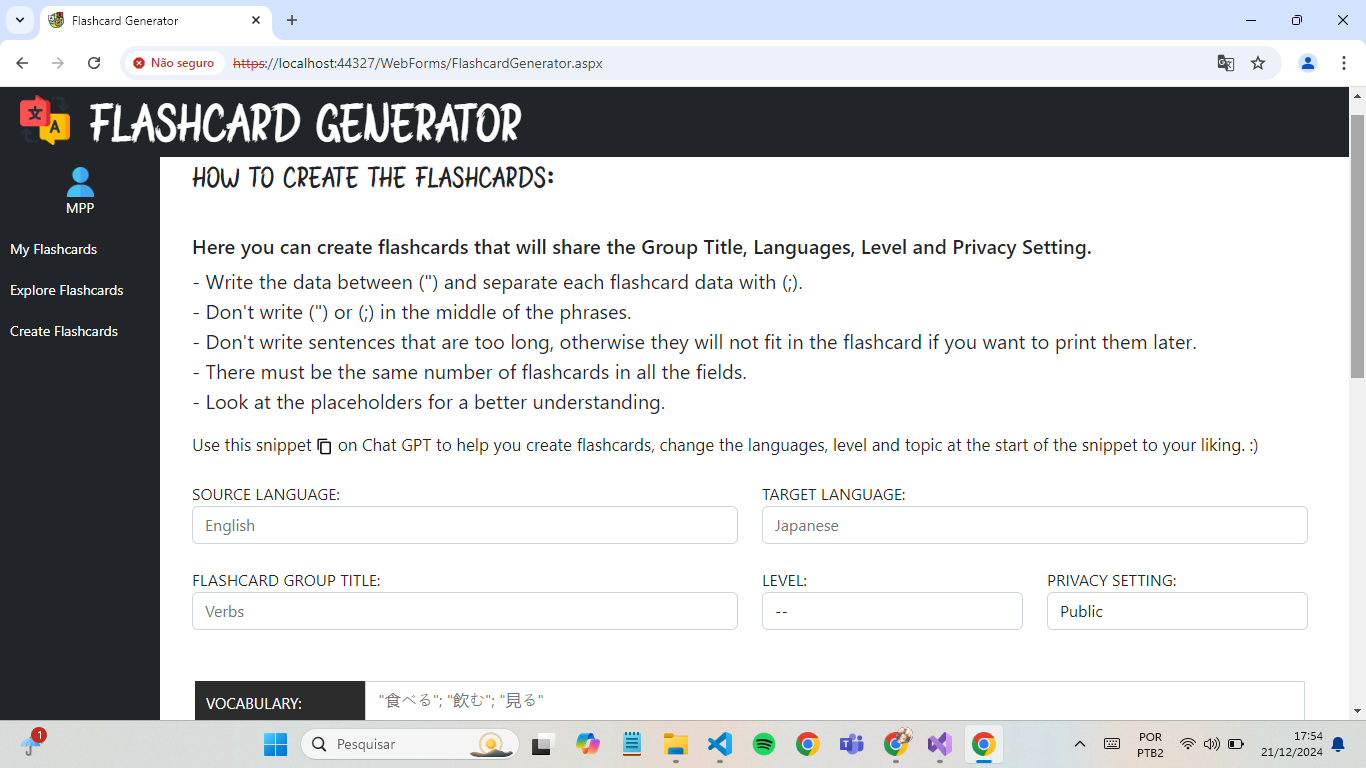 Flashcard Generator
Não seguro
https://localhost:44327/WebForms/FlashcardGenerator.aspx
文 A
FLASHCARD GENERATOR
MPP
My Flashcards
Explore Flashcards
Create Flashcards
HOW TO CREATE THE FLASHCARDS:
Here you can create flashcards that will share the Group Title, Languages, Level and Privacy Setting.
- Write the data between (") and separate each flashcard data with (;).
- Don't write (") or (;) in the middle of the phrases.
- Don't write sentences that are too long, otherwise they will not fit in the flashcard if you want to print them later.
- There must be the same number of flashcards in all the fields.
- Look at the placeholders for a better understanding.
Use this snippet on Chat GPT to help you create flashcards, change the languages, level and topic at the start of the snippet to your liking. :)
SOURCE LANGUAGE:
English
TARGET LANGUAGE:
Japanese
FLASHCARD GROUP TITLE:
Verbs
LEVEL:
--
PRIVACY SETTING:
Public
VOCABULARY:
"食べる"; "飲む"; "見る"
1
Pesquisar
POR
PTB2
17:54
21/12/2024